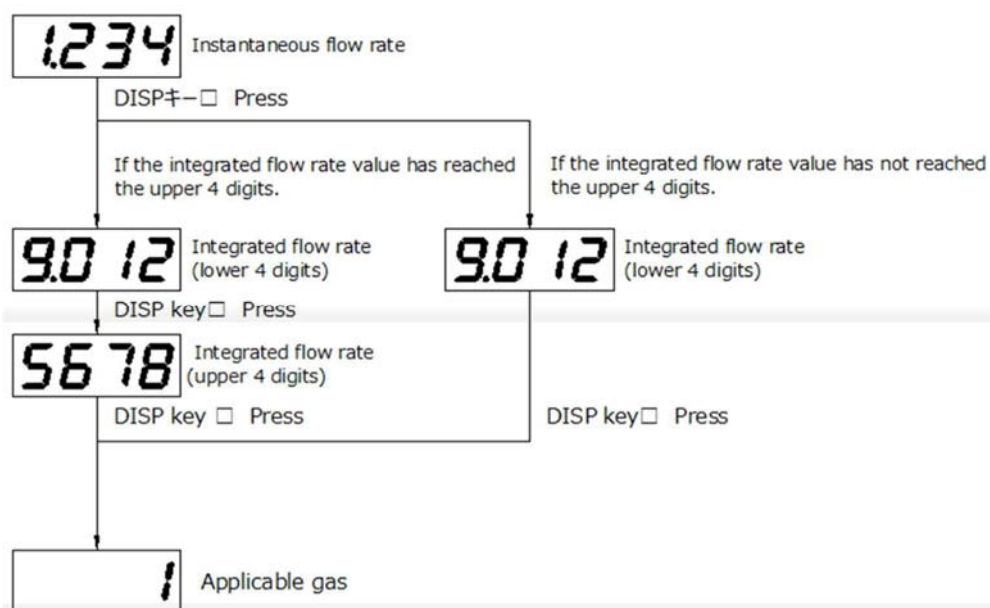 1.234 Instantaneous flow rate
DISPキー□ Press
If the integrated flow rate value has reached
the upper 4 digits.
If the integrated flow rate value has not reached
the upper 4 digits.
9.012 Integrated flow rate
(lower 4 digits)
9.012 Integrated flow rate
(lower 4 digits)
DISP key□ Press
5678 Integrated flow rate
(upper 4 digits)
DISP key □ Press
DISP key□ Press
1 Applicable gas